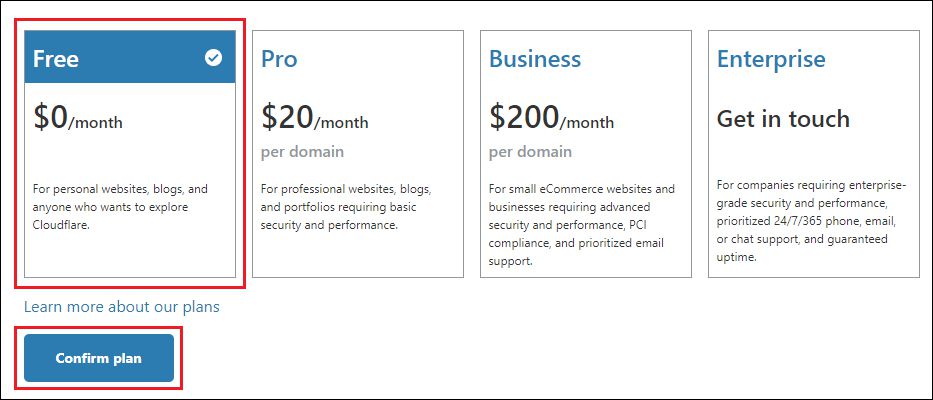 Free
$0/month
For personal websites, blogs, and
anyone who wants to explore
Cloudflare.
Pro
$20/month
per domain
For professional websites, blogs,
and portfolios requiring basic
security and performance.
Business
$200/month
per domain
For small eCommerce websites and
businesses requiring advanced
security and performance, PCI
compliance, and prioritized email
support.
Enterprise
Get in touch
For companies requiring enterprise-
grade security and performance,
prioritized 24/7/365 phone, email,
or chat support, and guaranteed
uptime.
Learn more about our plans
Confirm plan